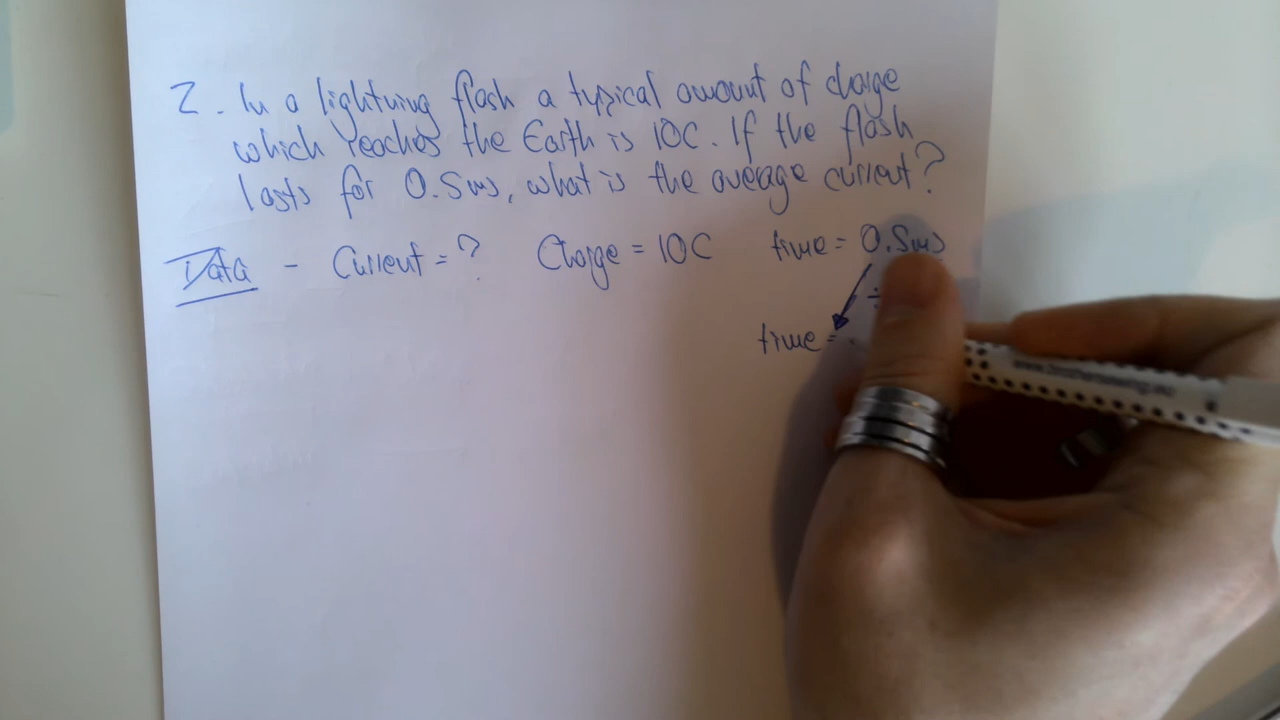 2. In a lightning flash a typical amount of charge
which reaches the Earth is 10C. If the flash
lasts for 0.5ms, what is the average current?
Data - Current = ? Charge = 10C time = 0.5ms
÷
time =